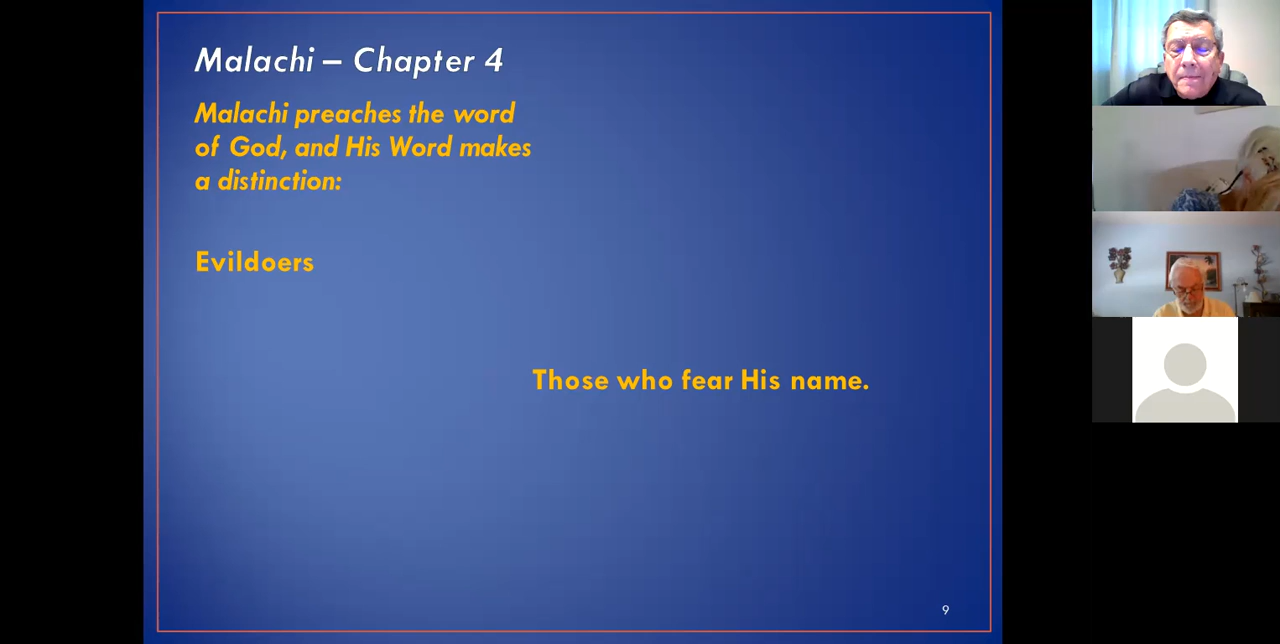 Malachi – Chapter 4
Malachi preaches the word
of God, and His Word makes
a distinction:
Evildoers
Those who fear His name.
9